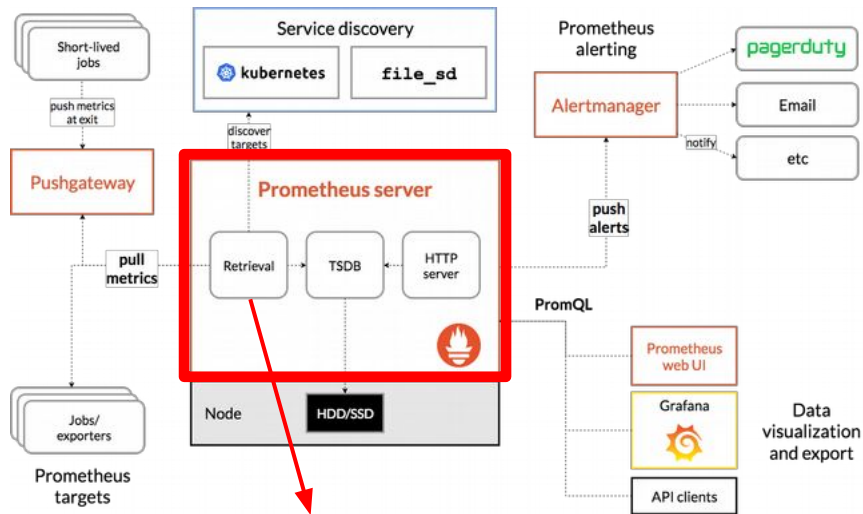 Short-lived
jobs
push metrics
at exit
Pushgateway
Service discovery
kubernetes
file_sd
discover
targets
Prometheus
alerting
Alertmanager
pagerduty
Email
notify
etc
Prometheus server
push
alerts
pull
metrics
Retrieval
TSDB
HTTP
server
PromQL
Node
HDD/SSD
Jobs/
exporters
Prometheus
targets
Prometheus
web UI
Grafana
API clients
Data
visualization
and export